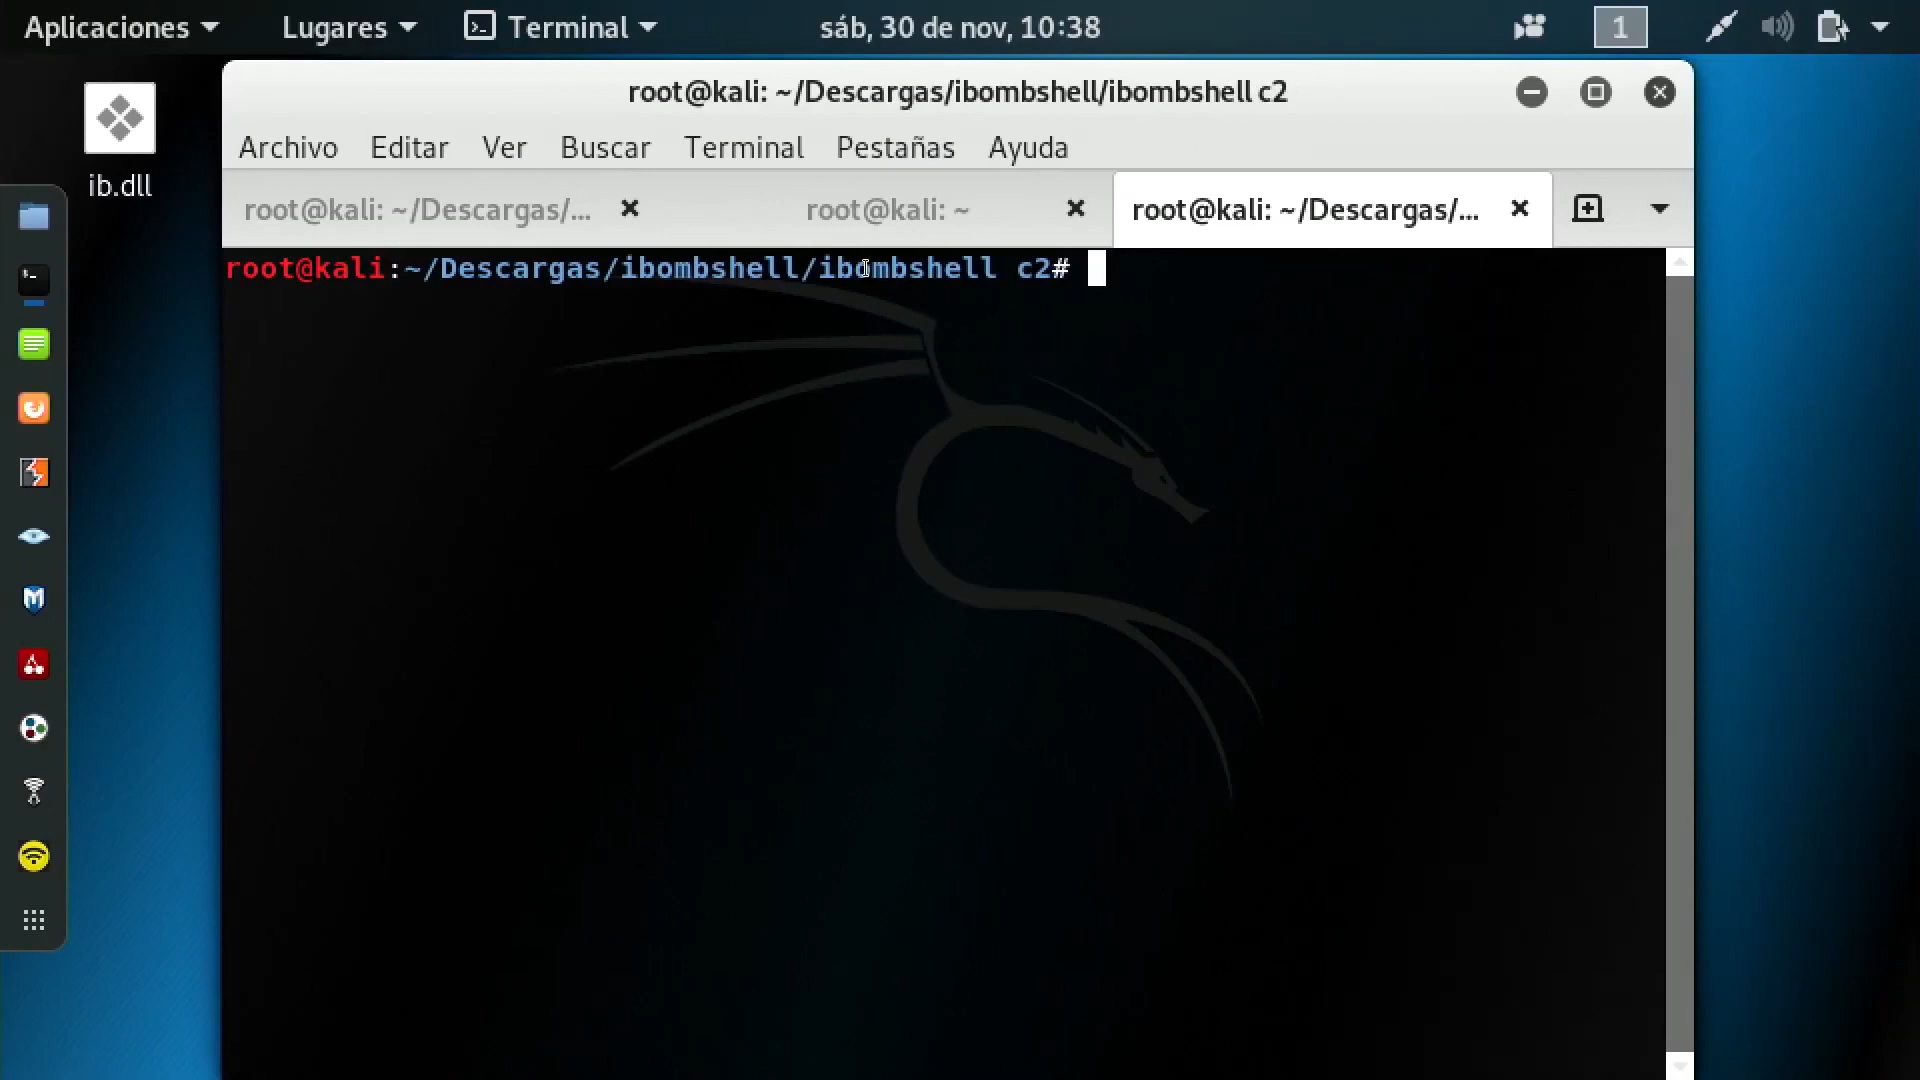 Aplicaciones Lugares Terminal sáb, 30 de nov, 10:38 1
root@kali: ~/Descargas/ibombshell/ibombshell c2
Archivo Editar Ver Buscar Terminal Pestañas Ayuda
root@kali: ~/Descargas/... root@kali: ~ root@kali: ~/Descargas/...
root@kali:~/Descargas/ibombshell/ibombshell c2#
ib.dll